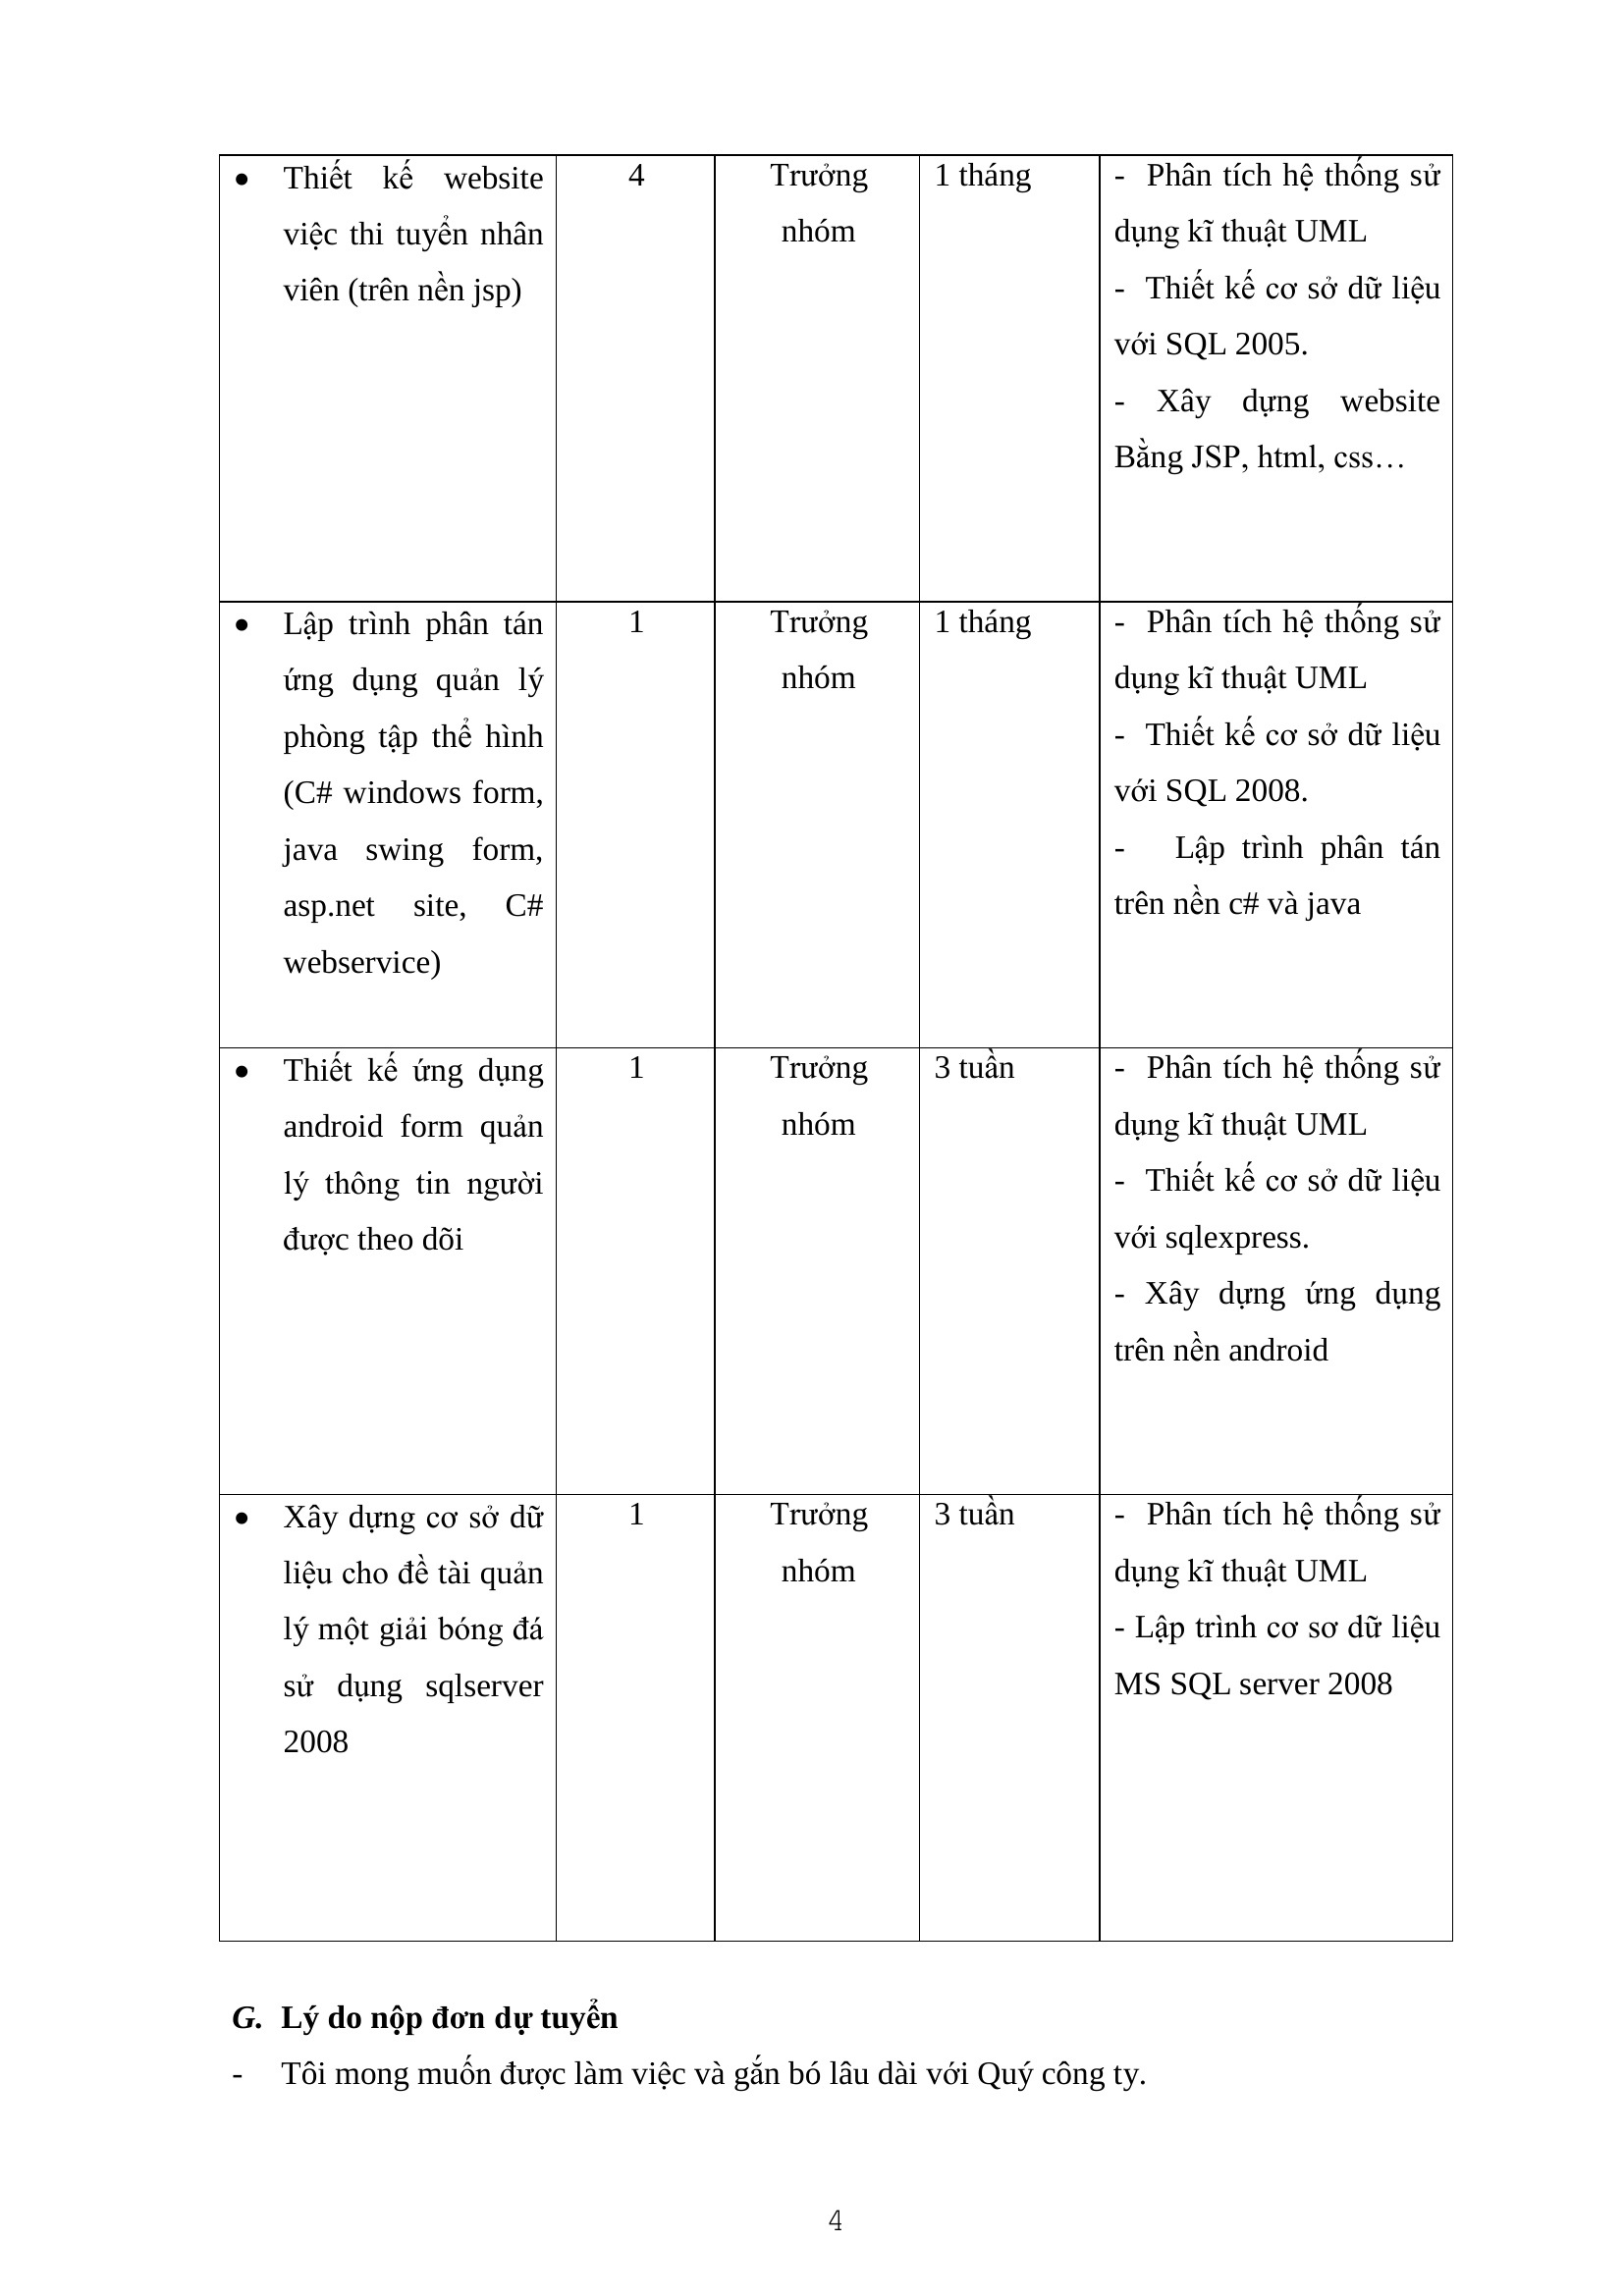 • Thiết kế website
việc thi tuyển nhân
viên (trên nền jsp)
4
Trưởng
nhóm
1 tháng
- Phân tích hệ thống sử
dụng kĩ thuật UML
- Thiết kế cơ sở dữ liệu
với SQL 2005.
- Xây dựng website
Bằng JSP, html, css…
• Lập trình phân tán
ứng dụng quản lý
phòng tập thể hình
(C# windows form,
java swing form,
asp.net site, C#
webservice)
1
Trưởng
nhóm
1 tháng
- Phân tích hệ thống sử
dụng kĩ thuật UML
- Thiết kế cơ sở dữ liệu
với SQL 2008.
- Lập trình phân tán
trên nền c# và java
• Thiết kế ứng dụng
android form quản
lý thông tin người
được theo dõi
1
Trưởng
nhóm
3 tuần
- Phân tích hệ thống sử
dụng kĩ thuật UML
- Thiết kế cơ sở dữ liệu
với sqlexpress.
- Xây dựng ứng dụng
trên nền android
• Xây dựng cơ sở dữ
liệu cho đề tài quản
lý một giải bóng đá
sử dụng sqlserver
2008
1
Trưởng
nhóm
3 tuần
- Phân tích hệ thống sử
dụng kĩ thuật UML
- Lập trình cơ sơ dữ liệu
MS SQL server 2008
G. Lý do nộp đơn dự tuyển
- Tôi mong muốn được làm việc và gắn bó lâu dài với Quý công ty.
4